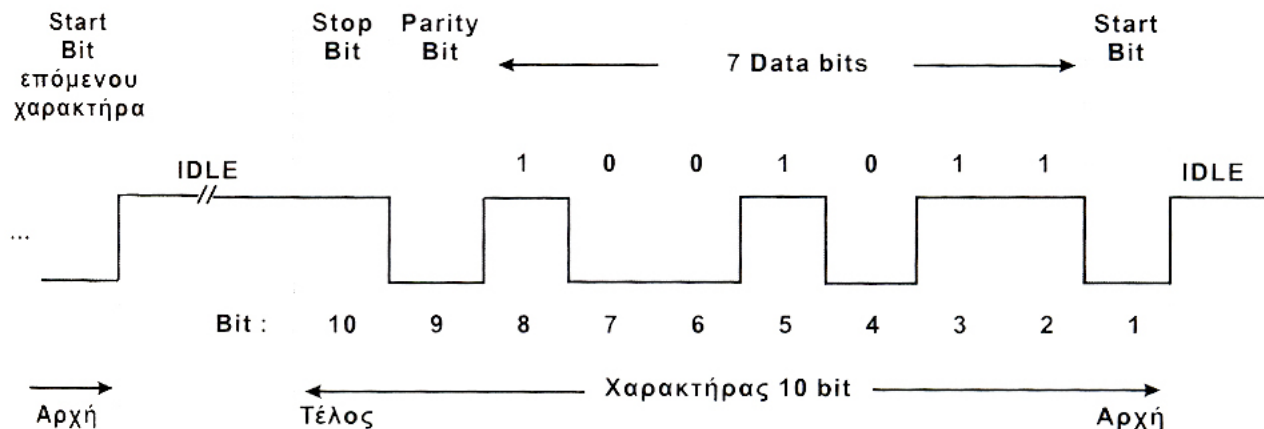 Start
Bit
επόμενου
χαρακτήρα
Stop
Bit
Parity
Bit
7 Data bits
Start
Bit
IDLE
1 0 0 1 0 1 1
IDLE
...
Bit : 10 9 8 7 6 5 4 3 2 1
Χαρακτήρας 10 bit
Αρχή
Τέλος
Αρχή